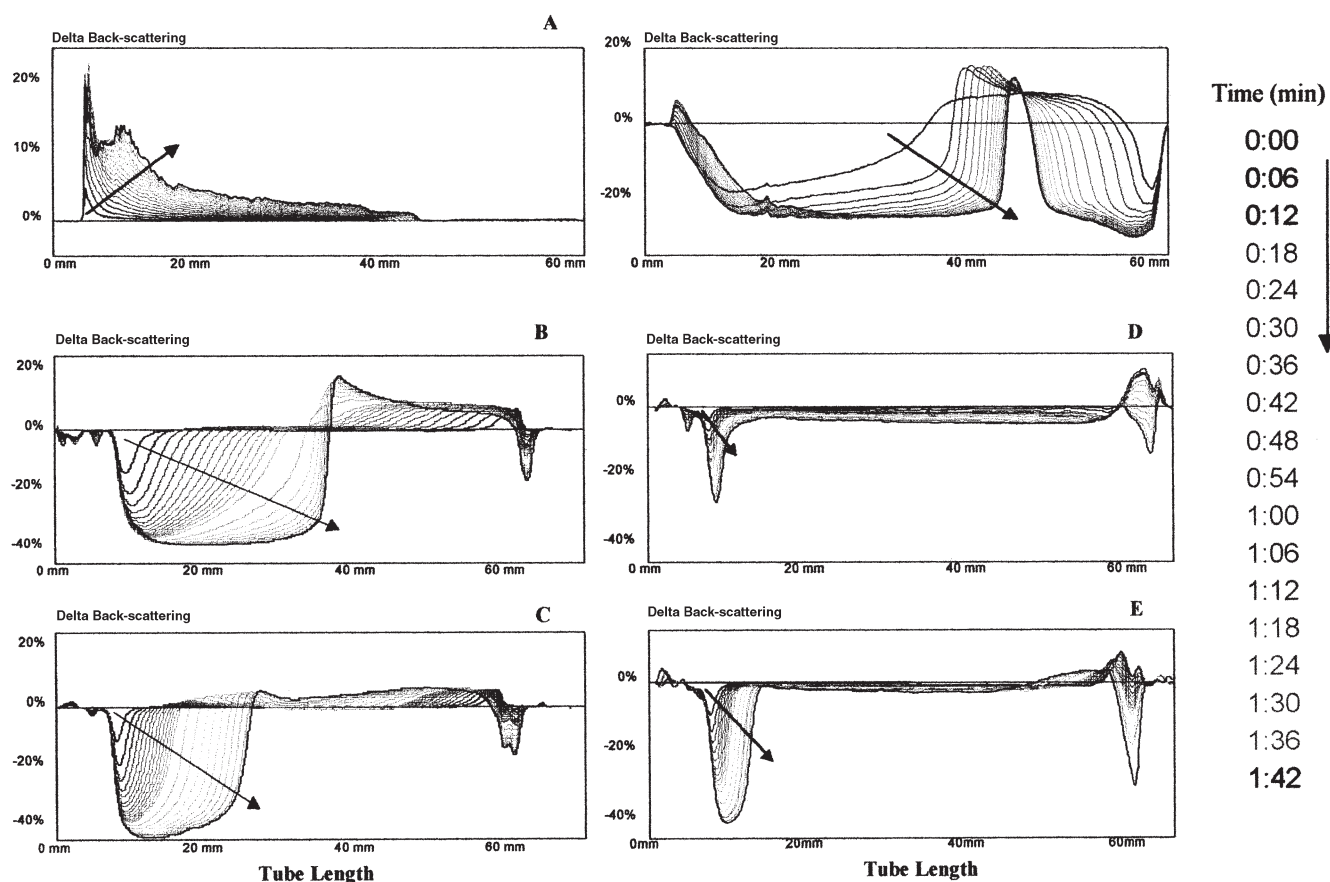 A
Delta Back-scattering
20%
10%
0%
0 mm 20 mm 40 mm 60 mm
Delta Back-scattering
20%
0%
-20%
0 mm 20 mm 40 mm 60 mm
B
Delta Back-scattering
20%
0%
-20%
-40%
0 mm 20 mm 40 mm 60 mm
D
Delta Back-scattering
0%
-20%
-40%
0 mm 20 mm 40 mm 60 mm
C
Delta Back-scattering
20%
0%
-20%
-40%
0 mm 20 mm 40 mm 60 mm
Tube Length
E
Delta Back-scattering
0%
-20%
-40%
0mm 20mm 40mm 60mm
Tube Length
Time (min)
0:00
0:06
0:12
0:18
0:24
0:30
0:36
0:42
0:48
0:54
1:00
1:06
1:12
1:18
1:24
1:30
1:36
1:42